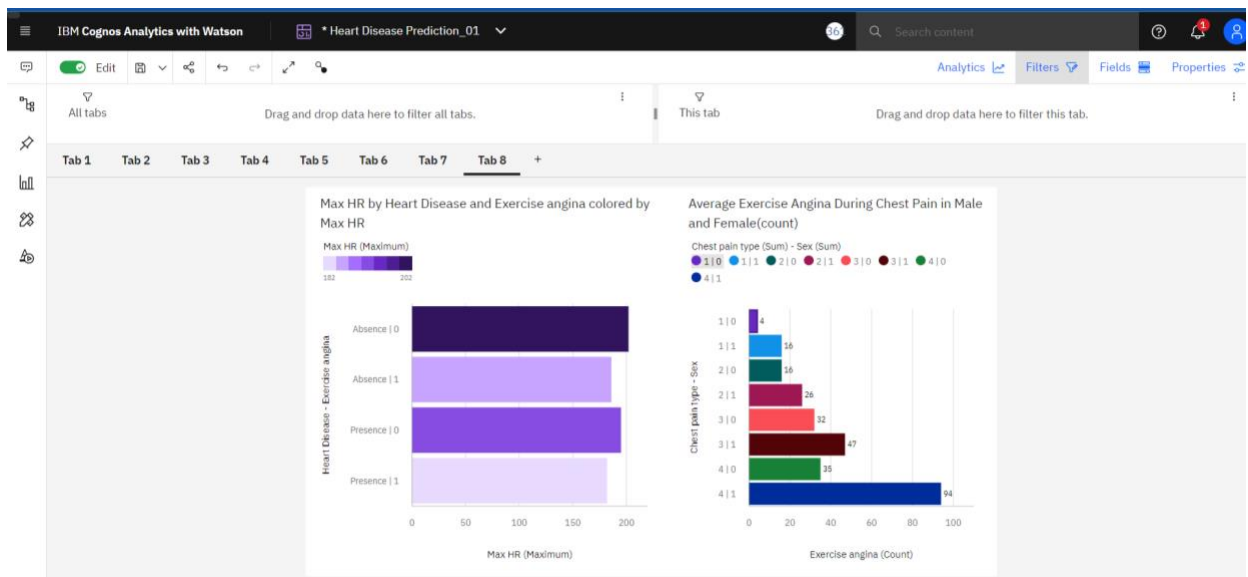 IBM Cognos Analytics with Watson
* Heart Disease Prediction_01
36
Search content
1
Edit
Analytics
Filters
Fields
Properties
All tabs
Drag and drop data here to filter all tabs.
This tab
Drag and drop data here to filter this tab.
Tab 1 Tab 2 Tab 3 Tab 4 Tab 5 Tab 6 Tab 7 Tab 8 +
Max HR by Heart Disease and Exercise angina colored by
Max HR
Max HR (Maximum)
182 202
Heart Disease - Exercise angina
Absence | 0
Absence | 1
Presence | 0
Presence | 1
0 50 100 150 200
Max HR (Maximum)
Average Exercise Angina During Chest Pain in Male
and Female(count)
Chest pain type (Sum) - Sex (Sum)
1 | 0 1 | 1 2 | 0 2 | 1 3 | 0 3 | 1 4 | 0
4 | 1
Chest pain type - Sex
1 | 0 4
1 | 1 16
2 | 0 16
2 | 1 26
3 | 0 32
3 | 1 47
4 | 0 35
4 | 1 94
0 20 40 60 80 100
Exercise angina (Count)